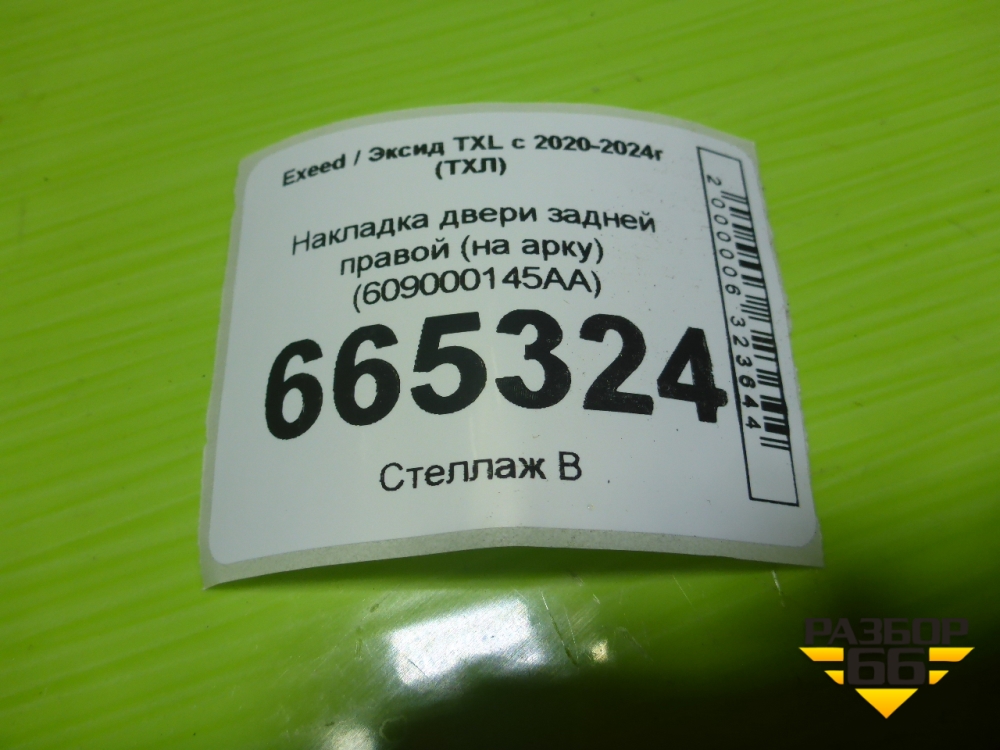 Exeed / Эксид TXL с 2020-2024г
(ТХЛ)
Накладка двери задней
правой (на арку)
(609000145AA)
665324
Стеллаж В
2000006323644
РАЗБОР
66